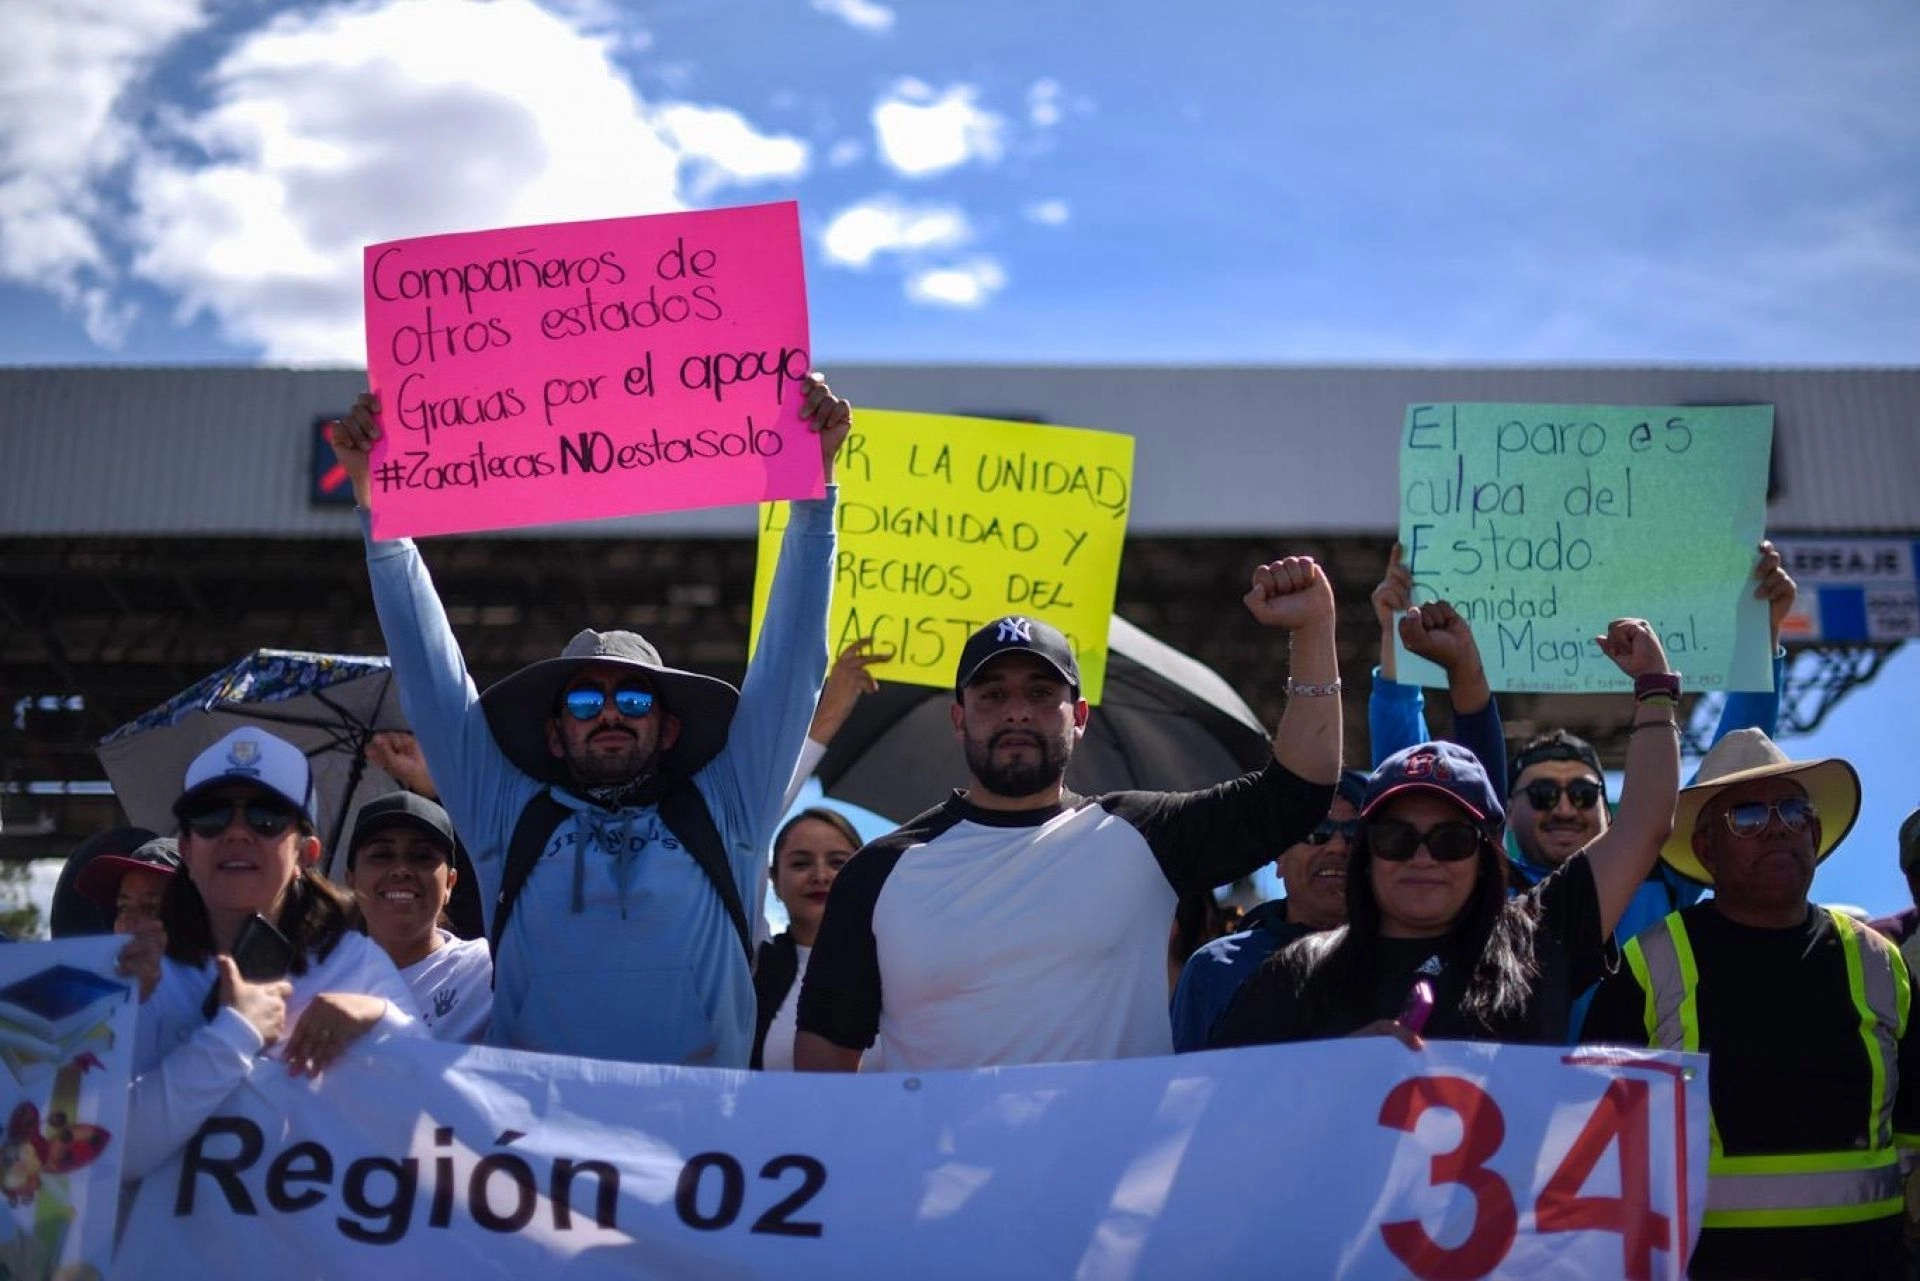 Compañeros de
otros estados.
Gracias por el apoyo
#ZacatecasNOestasolo
R LA UNIDAD,
DIGNIDAD Y
RECHOS DEL
AGIST
El paro es
culpa del
Estado.
Dignidad
Magisterial.
LEPEAJE
NY
B
Región 02
34